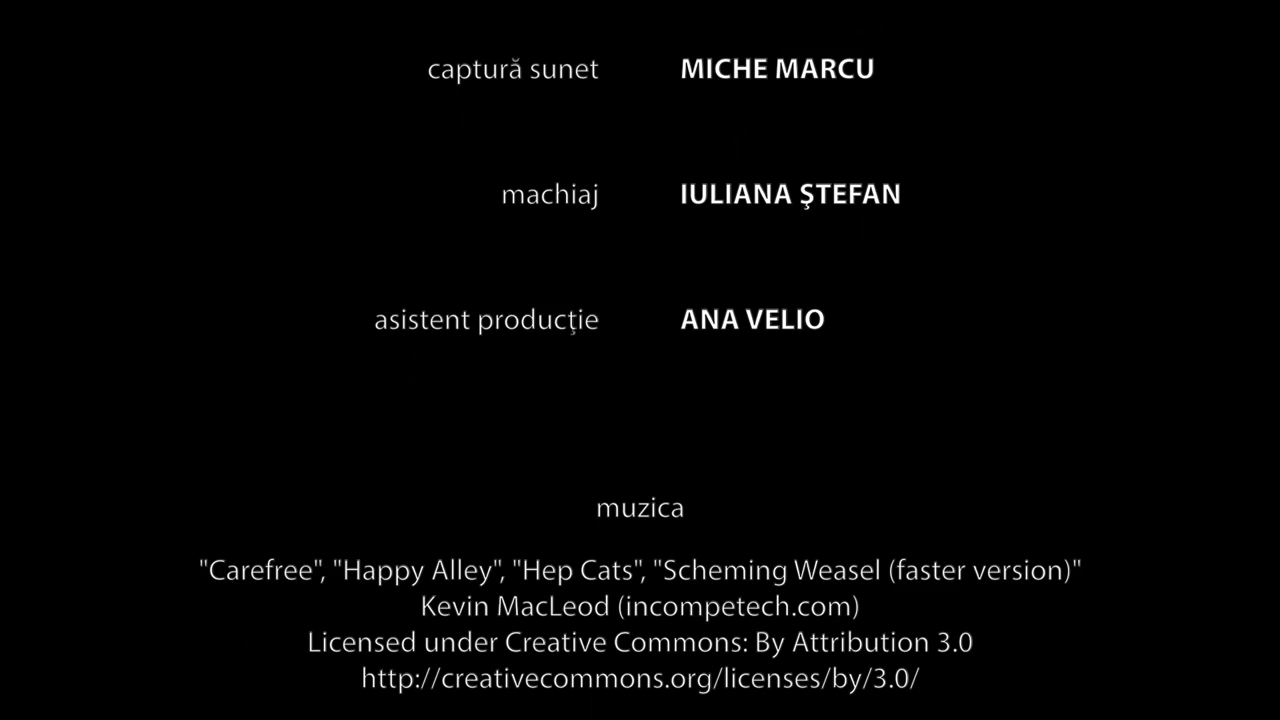 captură sunet MICHE MARCU
machiaj IULIANA ŞTEFAN
asistent producţie ANA VELIO
muzica
"Carefree", "Happy Alley", "Hep Cats", "Scheming Weasel (faster version)"
Kevin MacLeod (incompetech.com)
Licensed under Creative Commons: By Attribution 3.0
http://creativecommons.org/licenses/by/3.0/